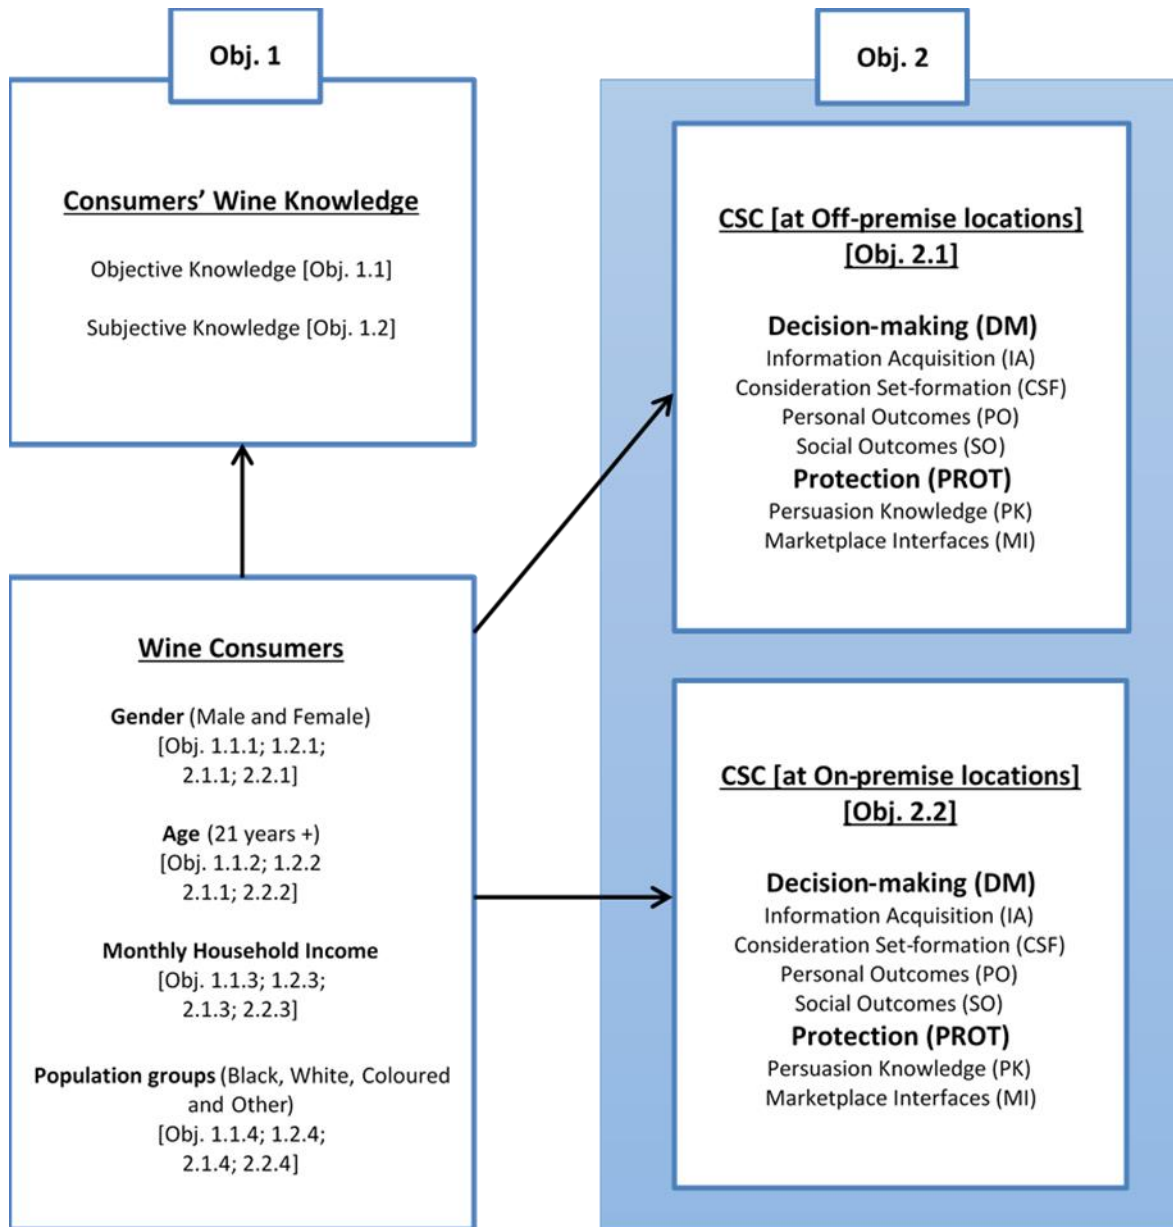 Obj. 1
Consumers’ Wine Knowledge
Objective Knowledge [Obj. 1.1]
Subjective Knowledge [Obj. 1.2]
Wine Consumers
Gender (Male and Female)
[Obj. 1.1.1; 1.2.1;
2.1.1; 2.2.1]
Age (21 years +)
[Obj. 1.1.2; 1.2.2
2.1.1; 2.2.2]
Monthly Household Income
[Obj. 1.1.3; 1.2.3;
2.1.3; 2.2.3]
Population groups (Black, White, Coloured
and Other)
[Obj. 1.1.4; 1.2.4;
2.1.4; 2.2.4]
Obj. 2
CSC [at Off-premise locations]
[Obj. 2.1]
Decision-making (DM)
Information Acquisition (IA)
Consideration Set-formation (CSF)
Personal Outcomes (PO)
Social Outcomes (SO)
Protection (PROT)
Persuasion Knowledge (PK)
Marketplace Interfaces (MI)
CSC [at On-premise locations]
[Obj. 2.2]
Decision-making (DM)
Information Acquisition (IA)
Consideration Set-formation (CSF)
Personal Outcomes (PO)
Social Outcomes (SO)
Protection (PROT)
Persuasion Knowledge (PK)
Marketplace Interfaces (MI)